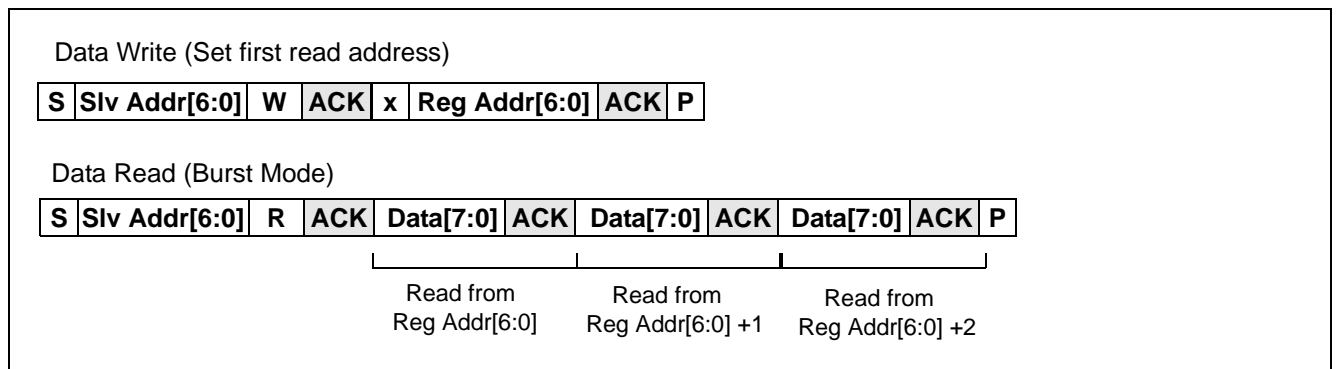 Data Write (Set first read address)
S Slv Addr[6:0] W ACK x Reg Addr[6:0] ACK P
Data Read (Burst Mode)
S Slv Addr[6:0] R ACK Data[7:0] ACK Data[7:0] ACK Data[7:0] ACK P
Read from Read from Read from
Reg Addr[6:0] Reg Addr[6:0] +1 Reg Addr[6:0] +2